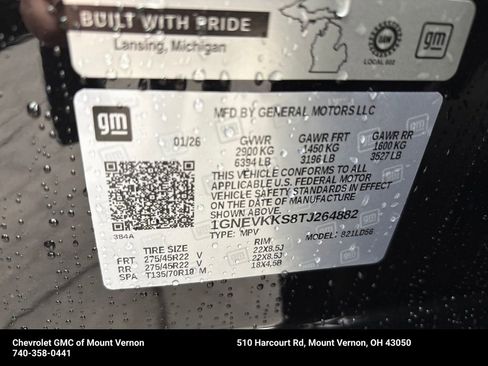 BUILT WITH PRIDE
Lansing, Michigan
UAW
LOCAL 602
gm
gm
MFD BY GENERAL MOTORS LLC
01/26
GVWR GAWR FRT GAWR RR
2900 KG 1450 KG 1600 KG
6394 LB 3196 LB 3527 LB
THIS VEHICLE CONFORMS TO ALL
APPLICABLE U.S. FEDERAL MOTOR
VEHICLE SAFETY STANDARDS IN EFFECT
ON THE DATE OF MANUFACTURE
SHOWN ABOVE.
1GNEVKKS8TJ264882
TYPE: MPV MODEL: 821LD56
3B4A
TIRE SIZE RIM
FRT 275/45R22 V 22X8.5J
RR 275/45R22 V 22X8.5J
SPA T135/70R19 M 18X4.5B
Chevrolet GMC of Mount Vernon 510 Harcourt Rd, Mount Vernon, OH 43050
740-358-0441